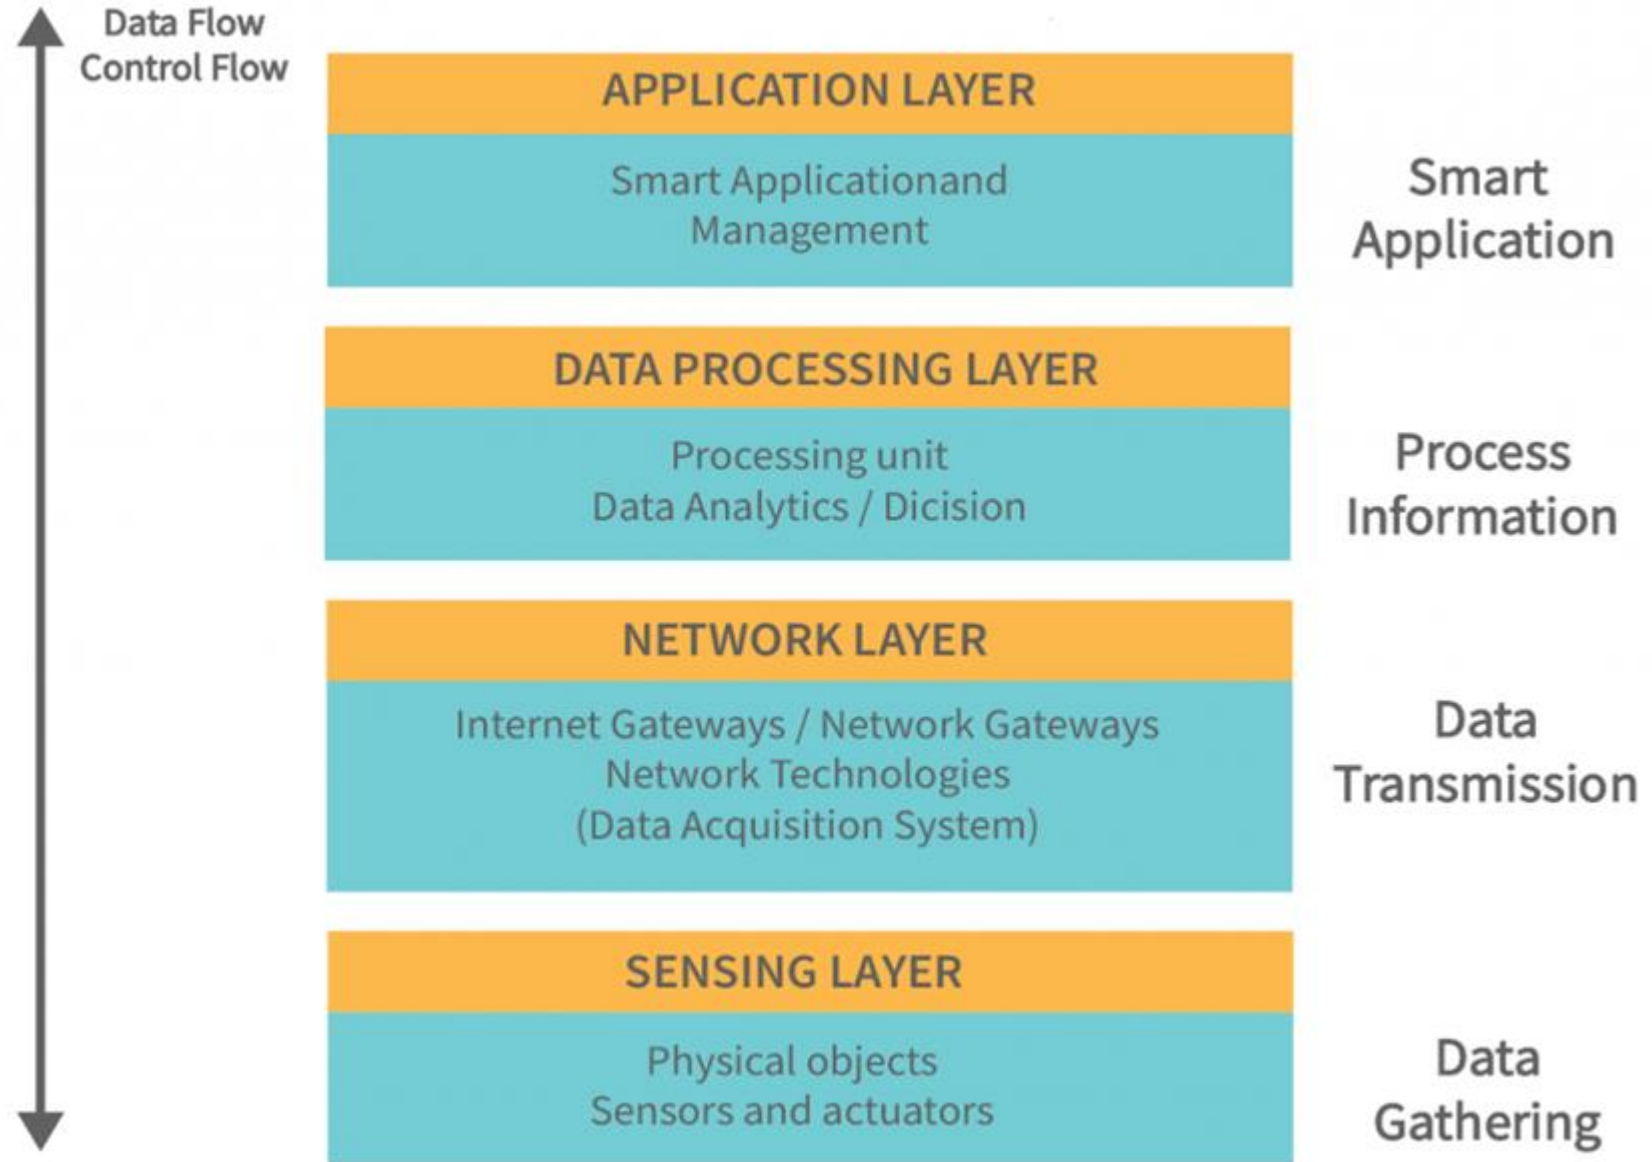 Data Flow
Control Flow
APPLICATION LAYER
Smart Applicationand
Management
Smart
Application
DATA PROCESSING LAYER
Processing unit
Data Analytics / Dicision
Process
Information
NETWORK LAYER
Internet Gateways / Network Gateways
Network Technologies
(Data Acquisition System)
Data
Transmission
SENSING LAYER
Physical objects
Sensors and actuators
Data
Gathering